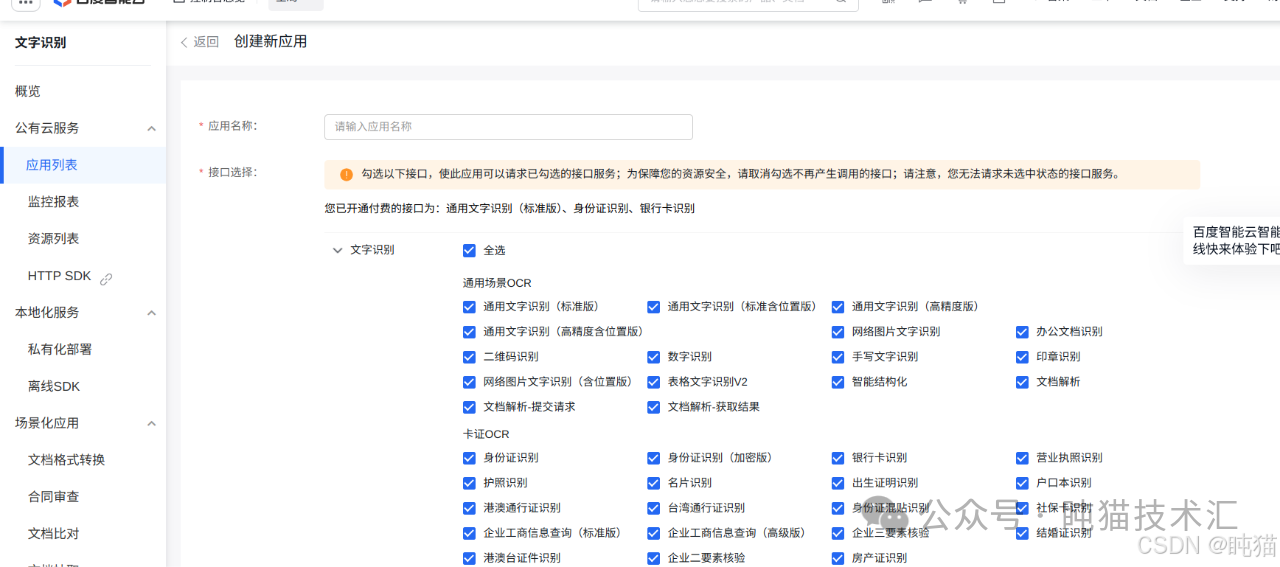 文字识别
返回 创建新应用
概览
公有云服务
应用列表
监控报表
资源列表
HTTP SDK
本地化服务
私有化部署
离线SDK
场景化应用
文档格式转换
合同审查
文档比对
* 应用名称：
请输入应用名称
* 接口选择：
勾选以下接口，使此应用可以请求已勾选的接口服务；为保障您的资源安全，请取消勾选不再产生调用的接口；请注意，您无法请求未选中状态的接口服务。
您已开通付费的接口为：通用文字识别（标准版）、身份证识别、银行卡识别
文字识别 全选
通用场景OCR
通用文字识别（标准版） 通用文字识别（标准含位置版） 通用文字识别（高精度版）
通用文字识别（高精度含位置版） 网络图片文字识别 办公文档识别
二维码识别 数字识别 手写文字识别 印章识别
网络图片文字识别（含位置版） 表格文字识别V2 智能结构化 文档解析
文档解析-提交请求 文档解析-获取结果
卡证OCR
身份证识别 身份证识别（加密版） 银行卡识别 营业执照识别
护照识别 名片识别 出生证明识别 户口本识别
港澳通行证识别 台湾通行证识别 身份证混贴识别 社保卡识别
企业工商信息查询（标准版） 企业工商信息查询（高级版） 企业三要素核验 结婚证识别
港澳台证件识别 企业二要素核验 房产证识别
百度智能云智能
线快来体验下吧
公众号 · 盹猫技术汇
CSDN @盹猫